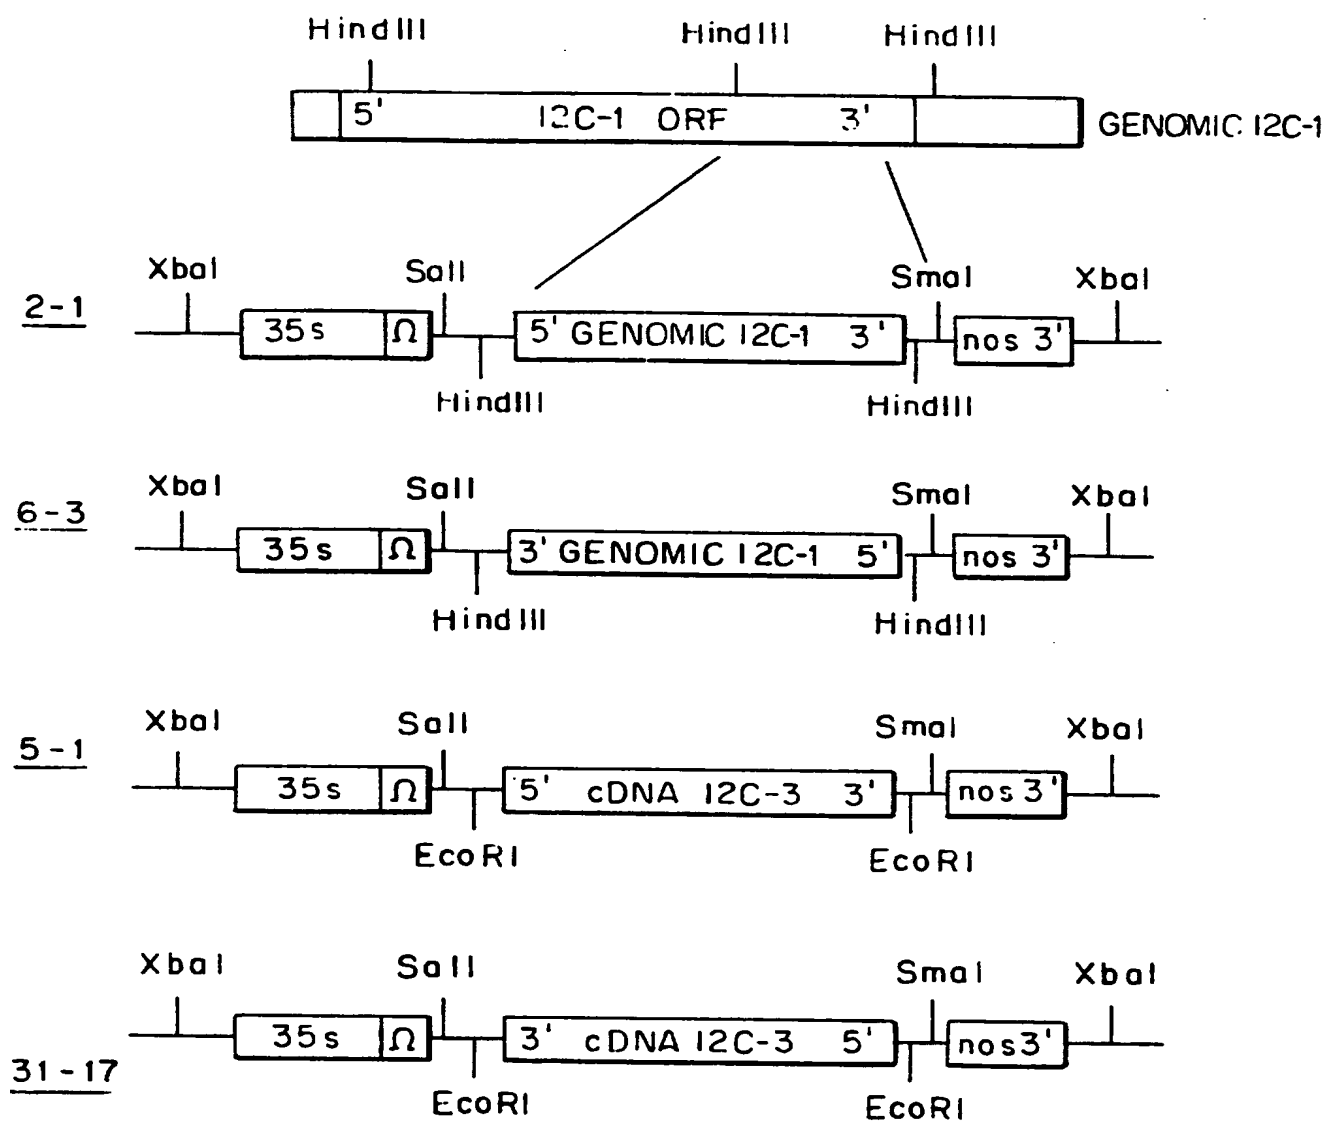 HindIII HindIII HindIII
5' I2C-1 ORF 3' GENOMIC I2C-1
2-1 XbaI SalI SmaI XbaI
35s Ω 5' GENOMIC I2C-1 3' nos 3'
HindIII HindIII
6-3 XbaI SalI SmaI XbaI
35s Ω 3' GENOMIC I2C-1 5' nos 3'
HindIII HindIII
5-1 XbaI SalI SmaI XbaI
35s Ω 5' cDNA I2C-3 3' nos 3'
EcoRI EcoRI
XbaI SalI SmaI XbaI
35s Ω 3' cDNA I2C-3 5' nos3'
31-17 EcoRI EcoRI